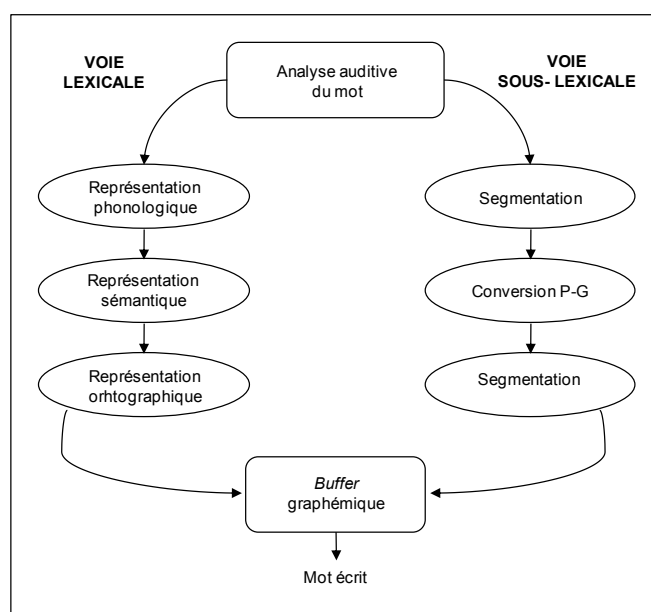 VOIE
LEXICALE
Analyse auditive
du mot
VOIE
SOUS- LEXICALE
Représentation
phonologique
Représentation
sémantique
Représentation
orhtographique
Segmentation
Conversion P-G
Segmentation
Buffer
graphémique
Mot écrit